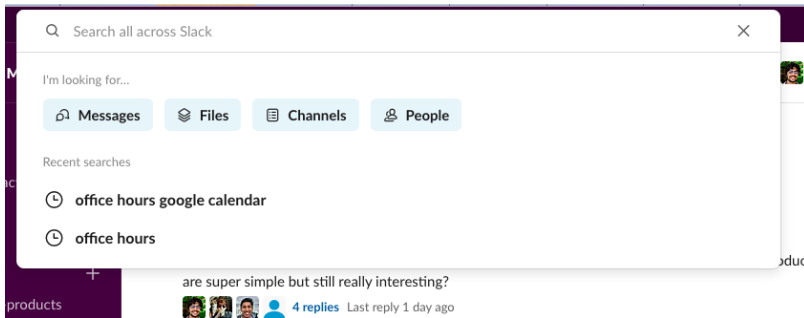 Search all across Slack
I'm looking for...
Messages Files Channels People
Recent searches
office hours google calendar
office hours
are super simple but still really interesting?
products
4 replies Last reply 1 day ago